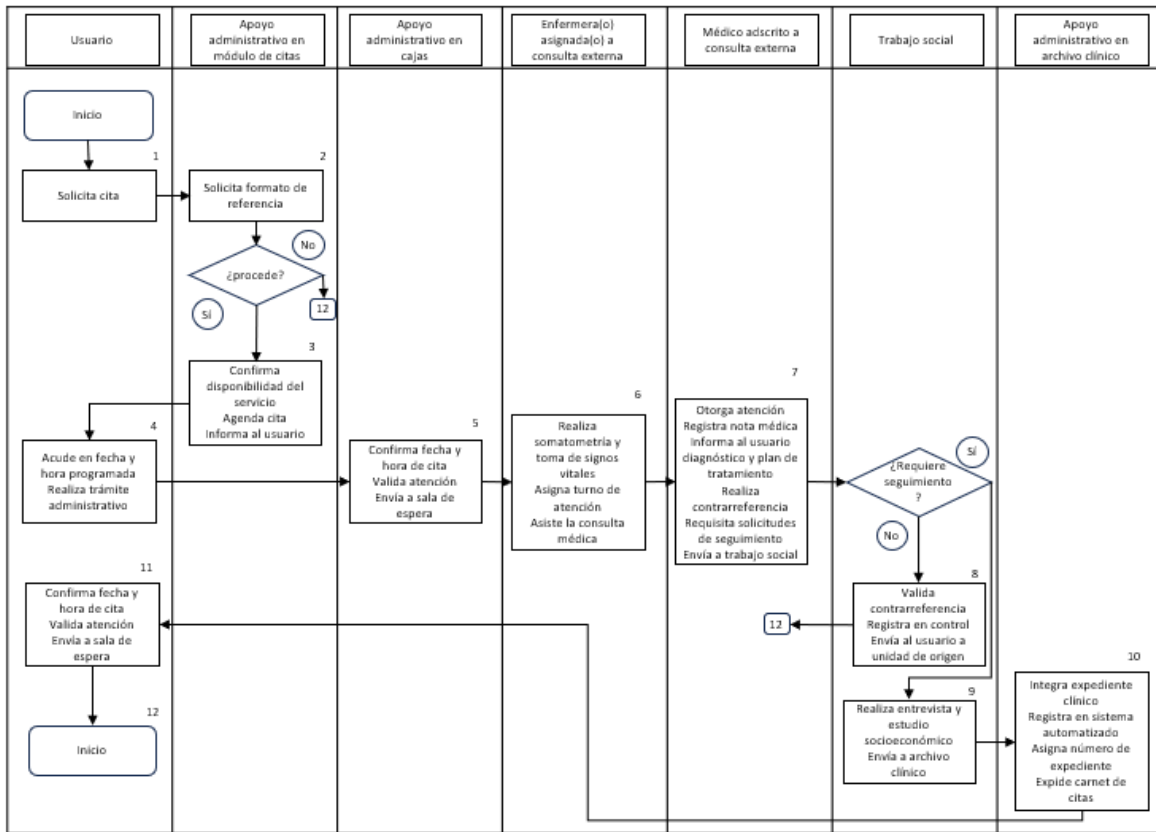 Usuario
Apoyo
administrativo en
módulo de citas
Apoyo
administrativo en
cajas
Enfermera(o)
asignada(o) a
consulta externa
Médico adscrito a
consulta externa
Trabajo social
Apoyo
administrativo en
archivo clínico
Inicio
1
Solicita cita
2
Solicita formato de
referencia
No
¿procede?
12
Sí
3
Confirma
disponibilidad del
servicio
Agenda cita
Informa al usuario
4
Acude en fecha y
hora programada
Realiza trámite
administrativo
5
Confirma fecha y
hora de cita
Valida atención
Envía a sala de
espera
6
Realiza
somatometría y
toma de signos
vitales
Asigna turno de
atención
Asiste la consulta
médica
7
Otorga atención
Registra nota médica
Informa al usuario
diagnóstico y plan de
tratamiento
Realiza
contrarreferencia
Requisita solicitudes
de seguimiento
Envía a trabajo social
Sí
¿Requiere
seguimiento
?
No
8
Valida
contrarreferencia
Registra en control
Envía al usuario a
unidad de origen
12
9
Realiza entrevista y
estudio
socioeconómico
Envía a archivo
clínico
10
Integra expediente
clínico
Registra en sistema
automatizado
Asigna número de
expediente
Expide carnet de
citas
11
Confirma fecha y
hora de cita
Valida atención
Envía a sala de
espera
12
Inicio